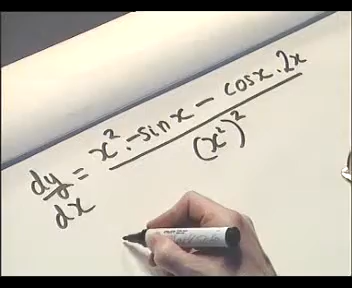 dy/dx = (x² · -sinx - cosx · 2x) / (x²)²